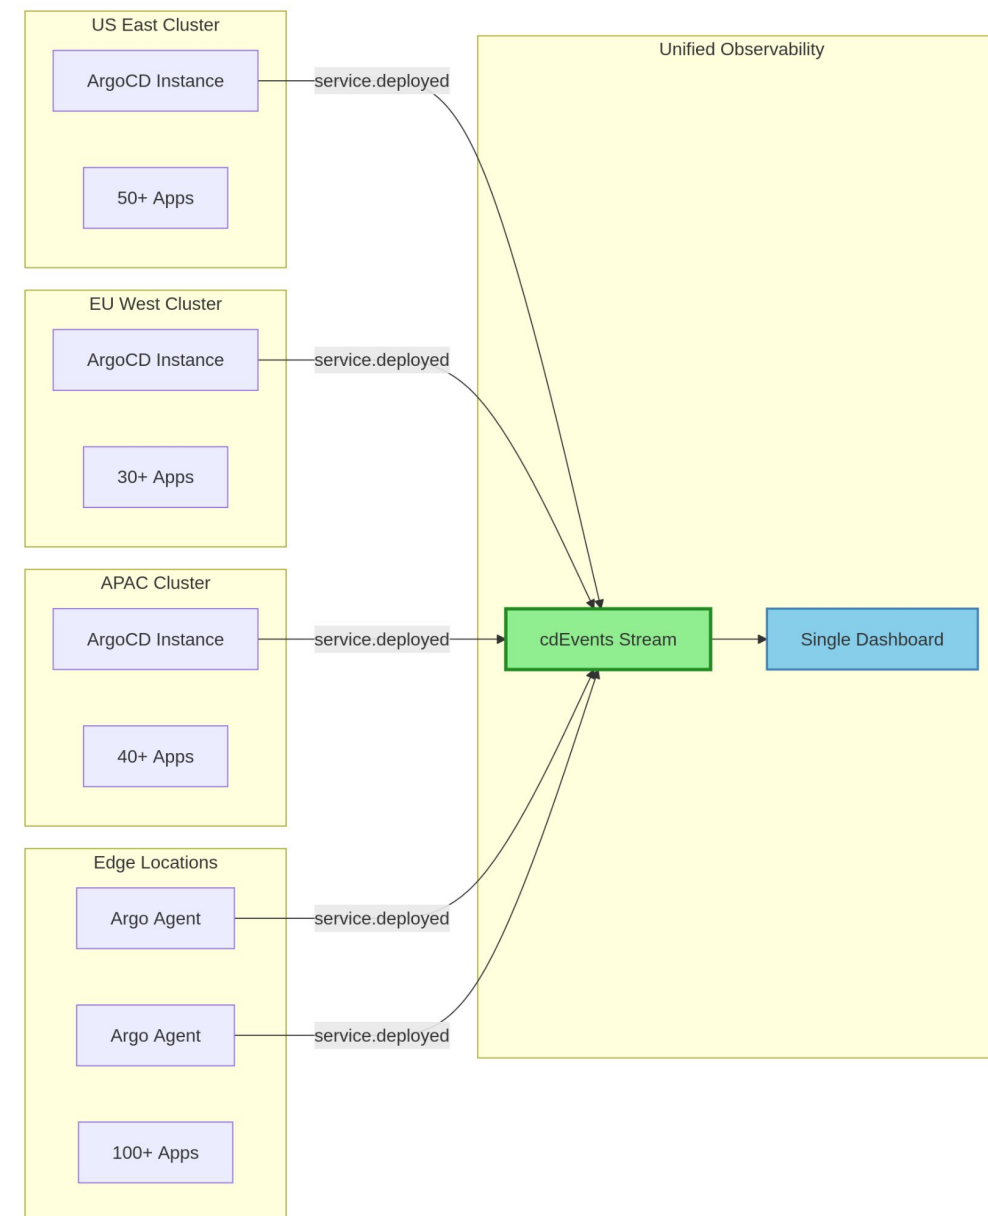 US East Cluster
ArgoCD Instance
service.deployed
50+ Apps
EU West Cluster
ArgoCD Instance
service.deployed
30+ Apps
APAC Cluster
ArgoCD Instance
service.deployed
40+ Apps
Edge Locations
Argo Agent
service.deployed
Argo Agent
service.deployed
100+ Apps
Unified Observability
cdEvents Stream
Single Dashboard